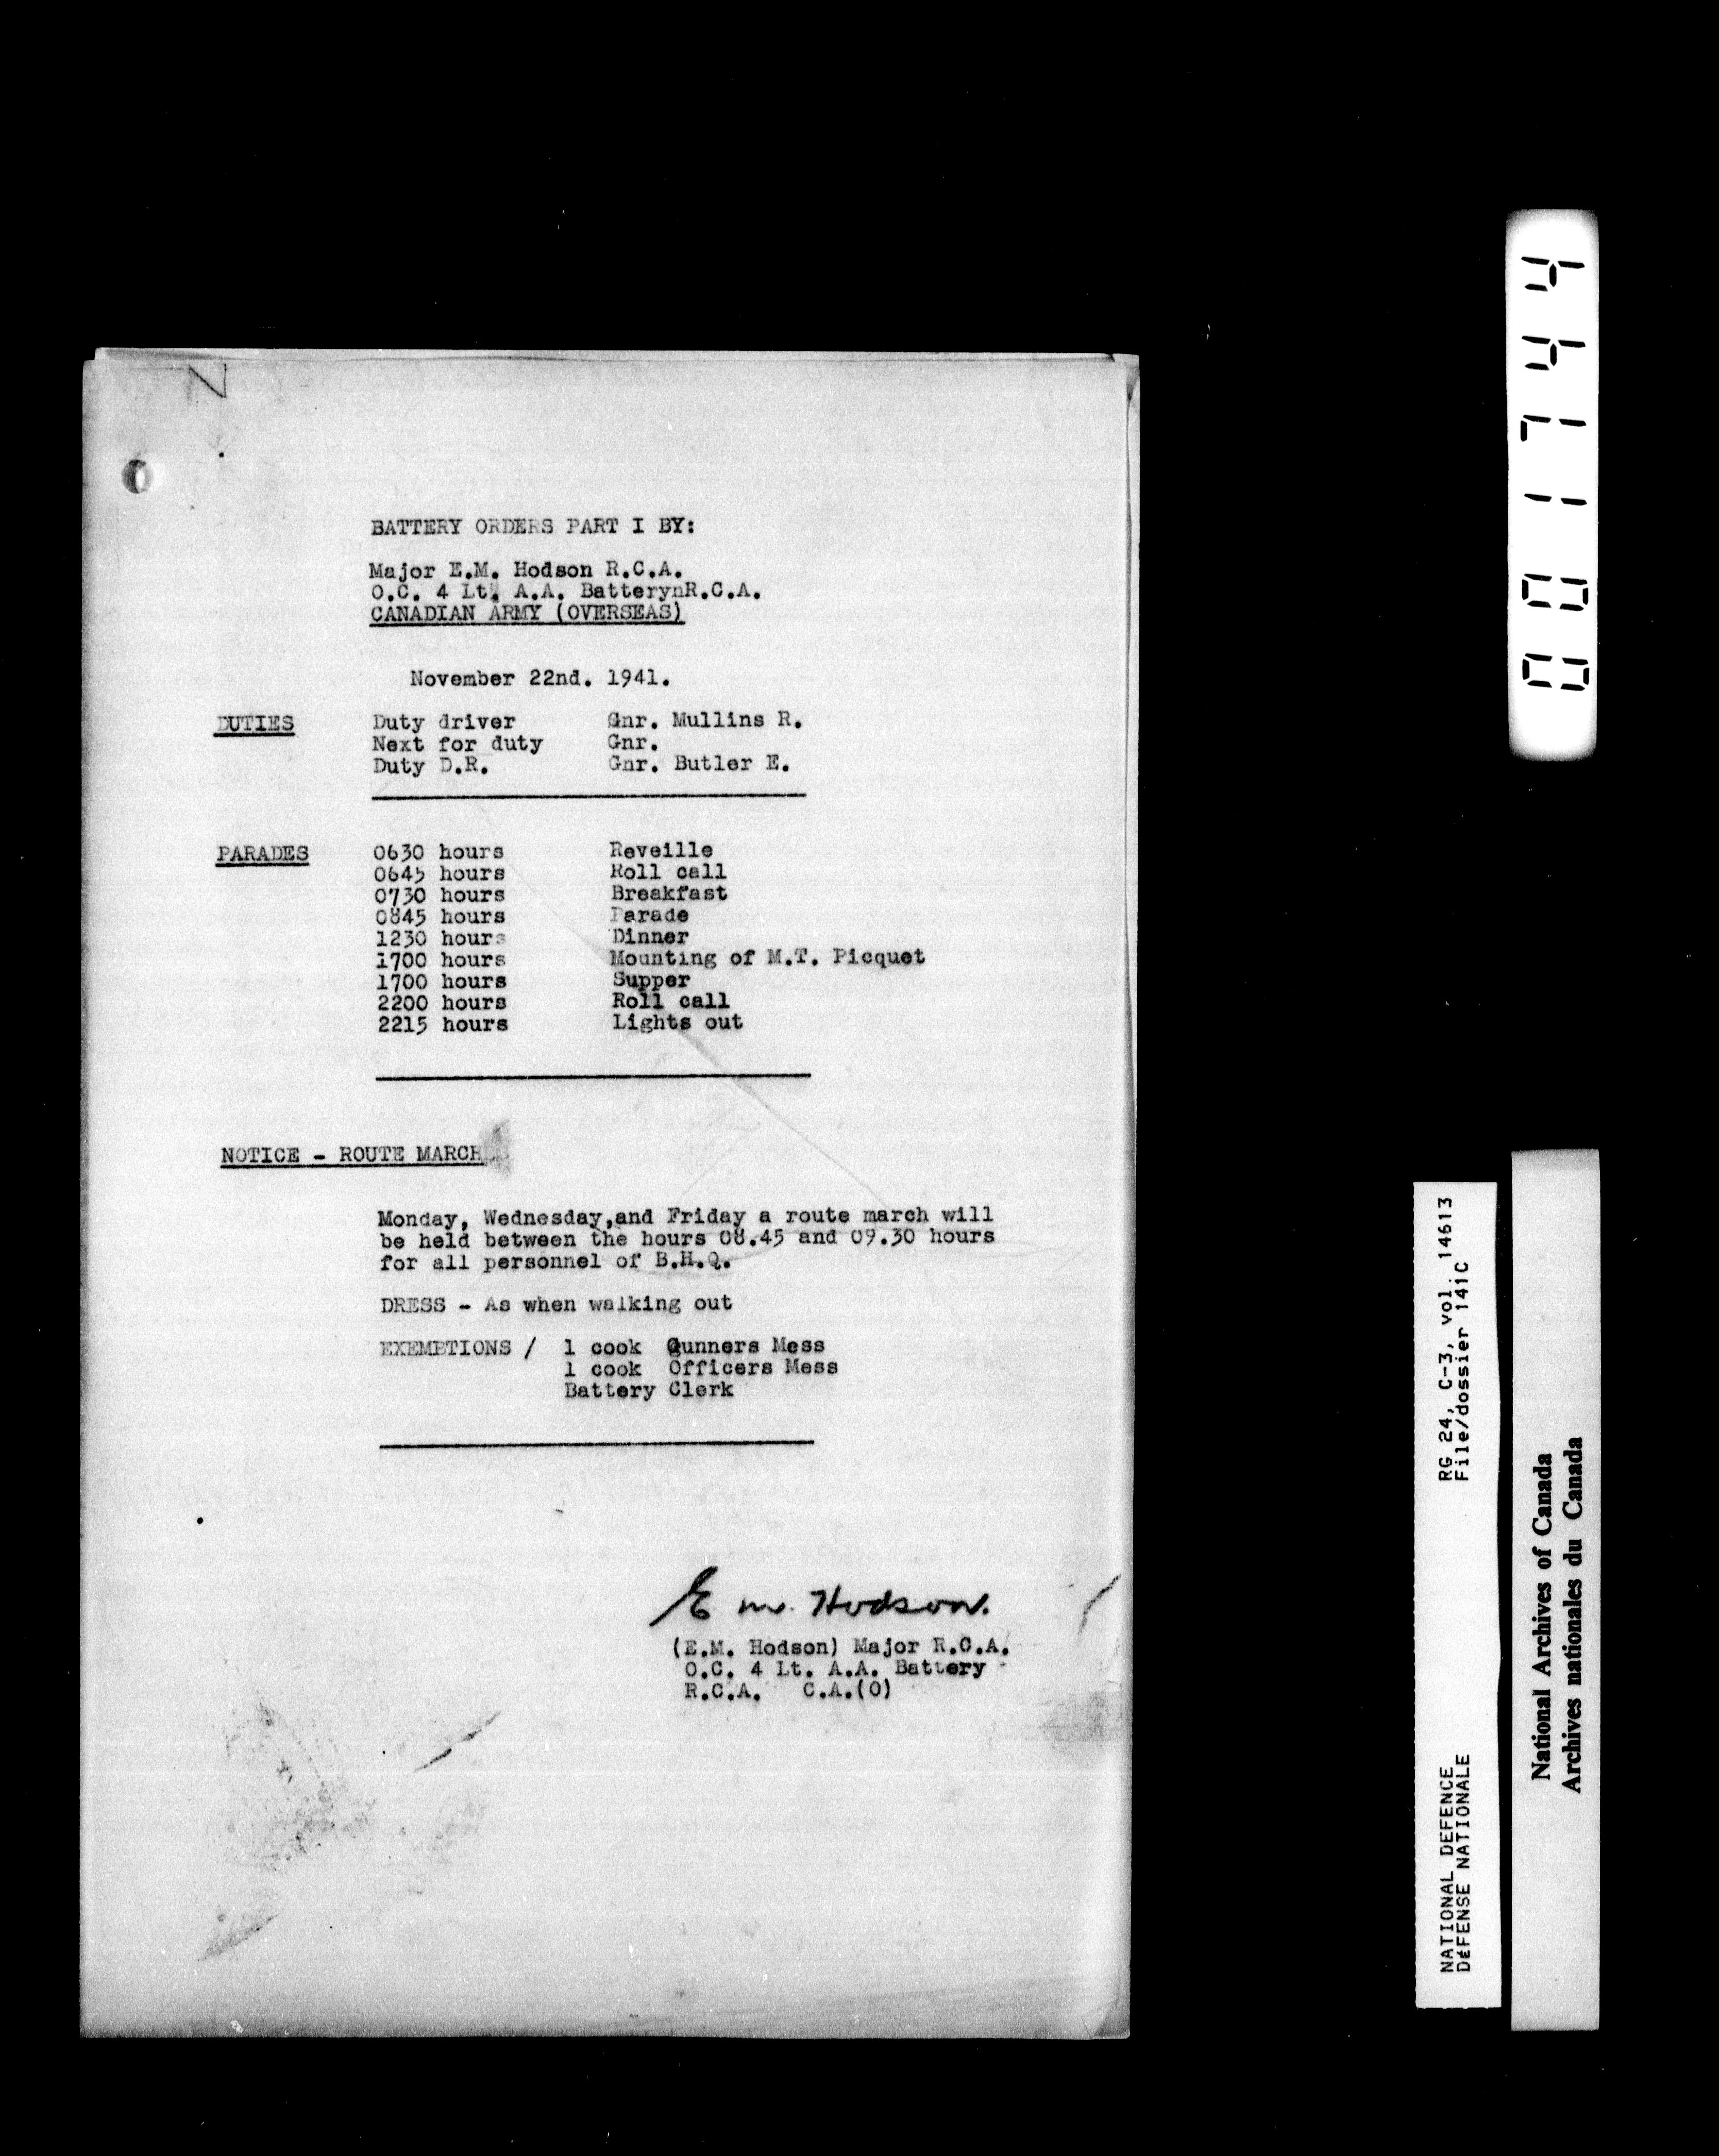 BATTERY ORDERS PART I BY:
Major E.M. Hodson R.C.A.
O.C. 4 Lt. A.A. BatterynR.C.A.
CANADIAN ARMY (OVERSEAS)
November 22nd. 1941.
DUTIES Duty driver Gnr. Mullins R.
Next for duty Gnr.
Duty D.R. Gnr. Butler E.
PARADES 0630 hours Reveille
0645 hours Roll call
0730 hours Breakfast
0845 hours Parade
1230 hours Dinner
1700 hours Mounting of M.T. Picquet
1700 hours Supper
2200 hours Roll call
2215 hours Lights out
NOTICE - ROUTE MARCH
Monday, Wednesday,and Friday a route march will
be held between the hours 08.45 and 09.30 hours
for all personnel of B.H.Q.
DRESS - As when walking out
EXEMBTIONS / 1 cook Gunners Mess
1 cook Officers Mess
Battery Clerk
E M. Hodson.
(E.M. Hodson) Major R.C.A.
O.C. 4 Lt. A.A. Battery
R.C.A. C.A.(O)
NATIONAL DEFENCE RG 24, C-3, vol. 14613
DÉFENSE NATIONALE File/dossier 141C
National Archives of Canada
Archives nationales du Canada
001744